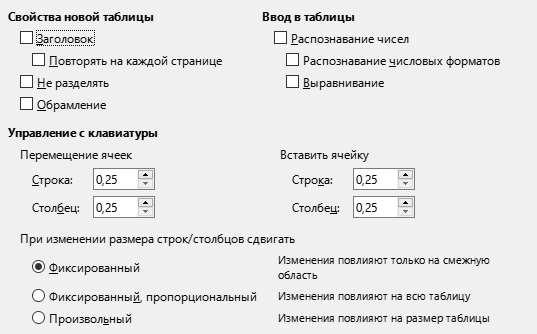 Свойства новой таблицы
Заголовок
Повторять на каждой странице
Не разделять
Обрамление
Ввод в таблицы
Распознавание чисел
Распознавание числовых форматов
Выравнивание
Управление с клавиатуры
Перемещение ячеек
Строка: 0,25
Столбец: 0,25
Вставить ячейку
Строка: 0,25
Столбец: 0,25
При изменении размера строк/столбцов сдвигать
Фиксированный
Изменения повлияют только на смежную
область
Фиксированный, пропорциональный
Изменения повлияют на всю таблицу
Произвольный
Изменения повлияют на размер таблицы